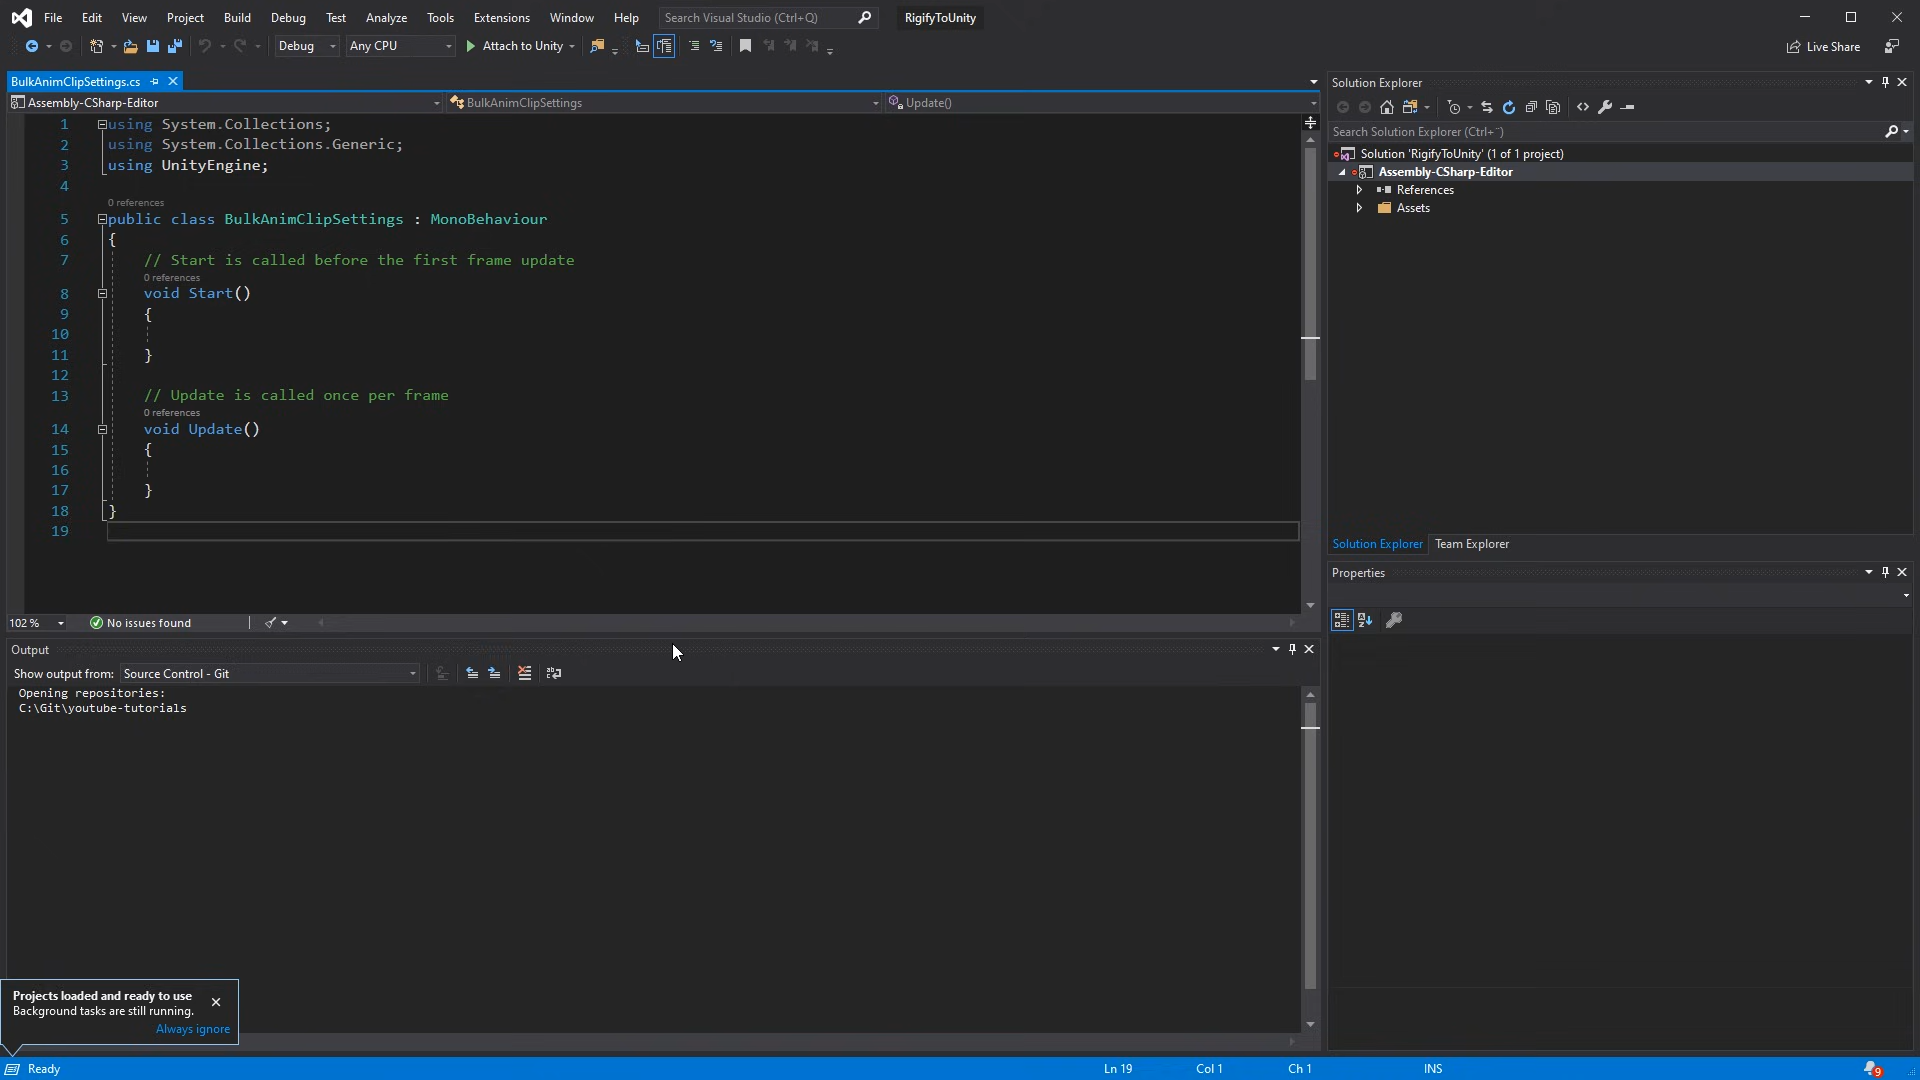 File Edit View Project Build Debug Test Analyze Tools Extensions Window Help Search Visual Studio (Ctrl+Q) RigifyToUnity
Debug Any CPU Attach to Unity Live Share
BulkAnimClipSettings.cs
Assembly-CSharp-Editor BulkAnimClipSettings Update()
1 using System.Collections;
2 using System.Collections.Generic;
3 using UnityEngine;
4
0 references
5 public class BulkAnimClipSettings : MonoBehaviour
6 {
7 // Start is called before the first frame update
0 references
8 void Start()
9 {
10
11 }
12
13 // Update is called once per frame
0 references
14 void Update()
15 {
16
17 }
18 }
19
102 % No issues found
Output
Show output from: Source Control - Git
Opening repositories:
C:\Git\youtube-tutorials
Solution Explorer
Search Solution Explorer (Ctrl+¨)
Solution 'RigifyToUnity' (1 of 1 project)
Assembly-CSharp-Editor
References
Assets
Solution Explorer Team Explorer
Properties
Projects loaded and ready to use
Background tasks are still running.
Always ignore
Ready Ln 19 Col 1 Ch 1 INS 9